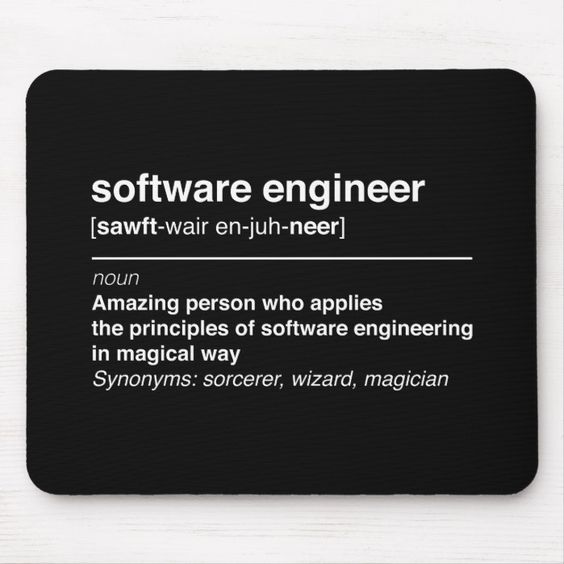 software engineer
[sawft-wair en-juh-neer]
noun
Amazing person who applies
the principles of software engineering
in magical way
Synonyms: sorcerer, wizard, magician